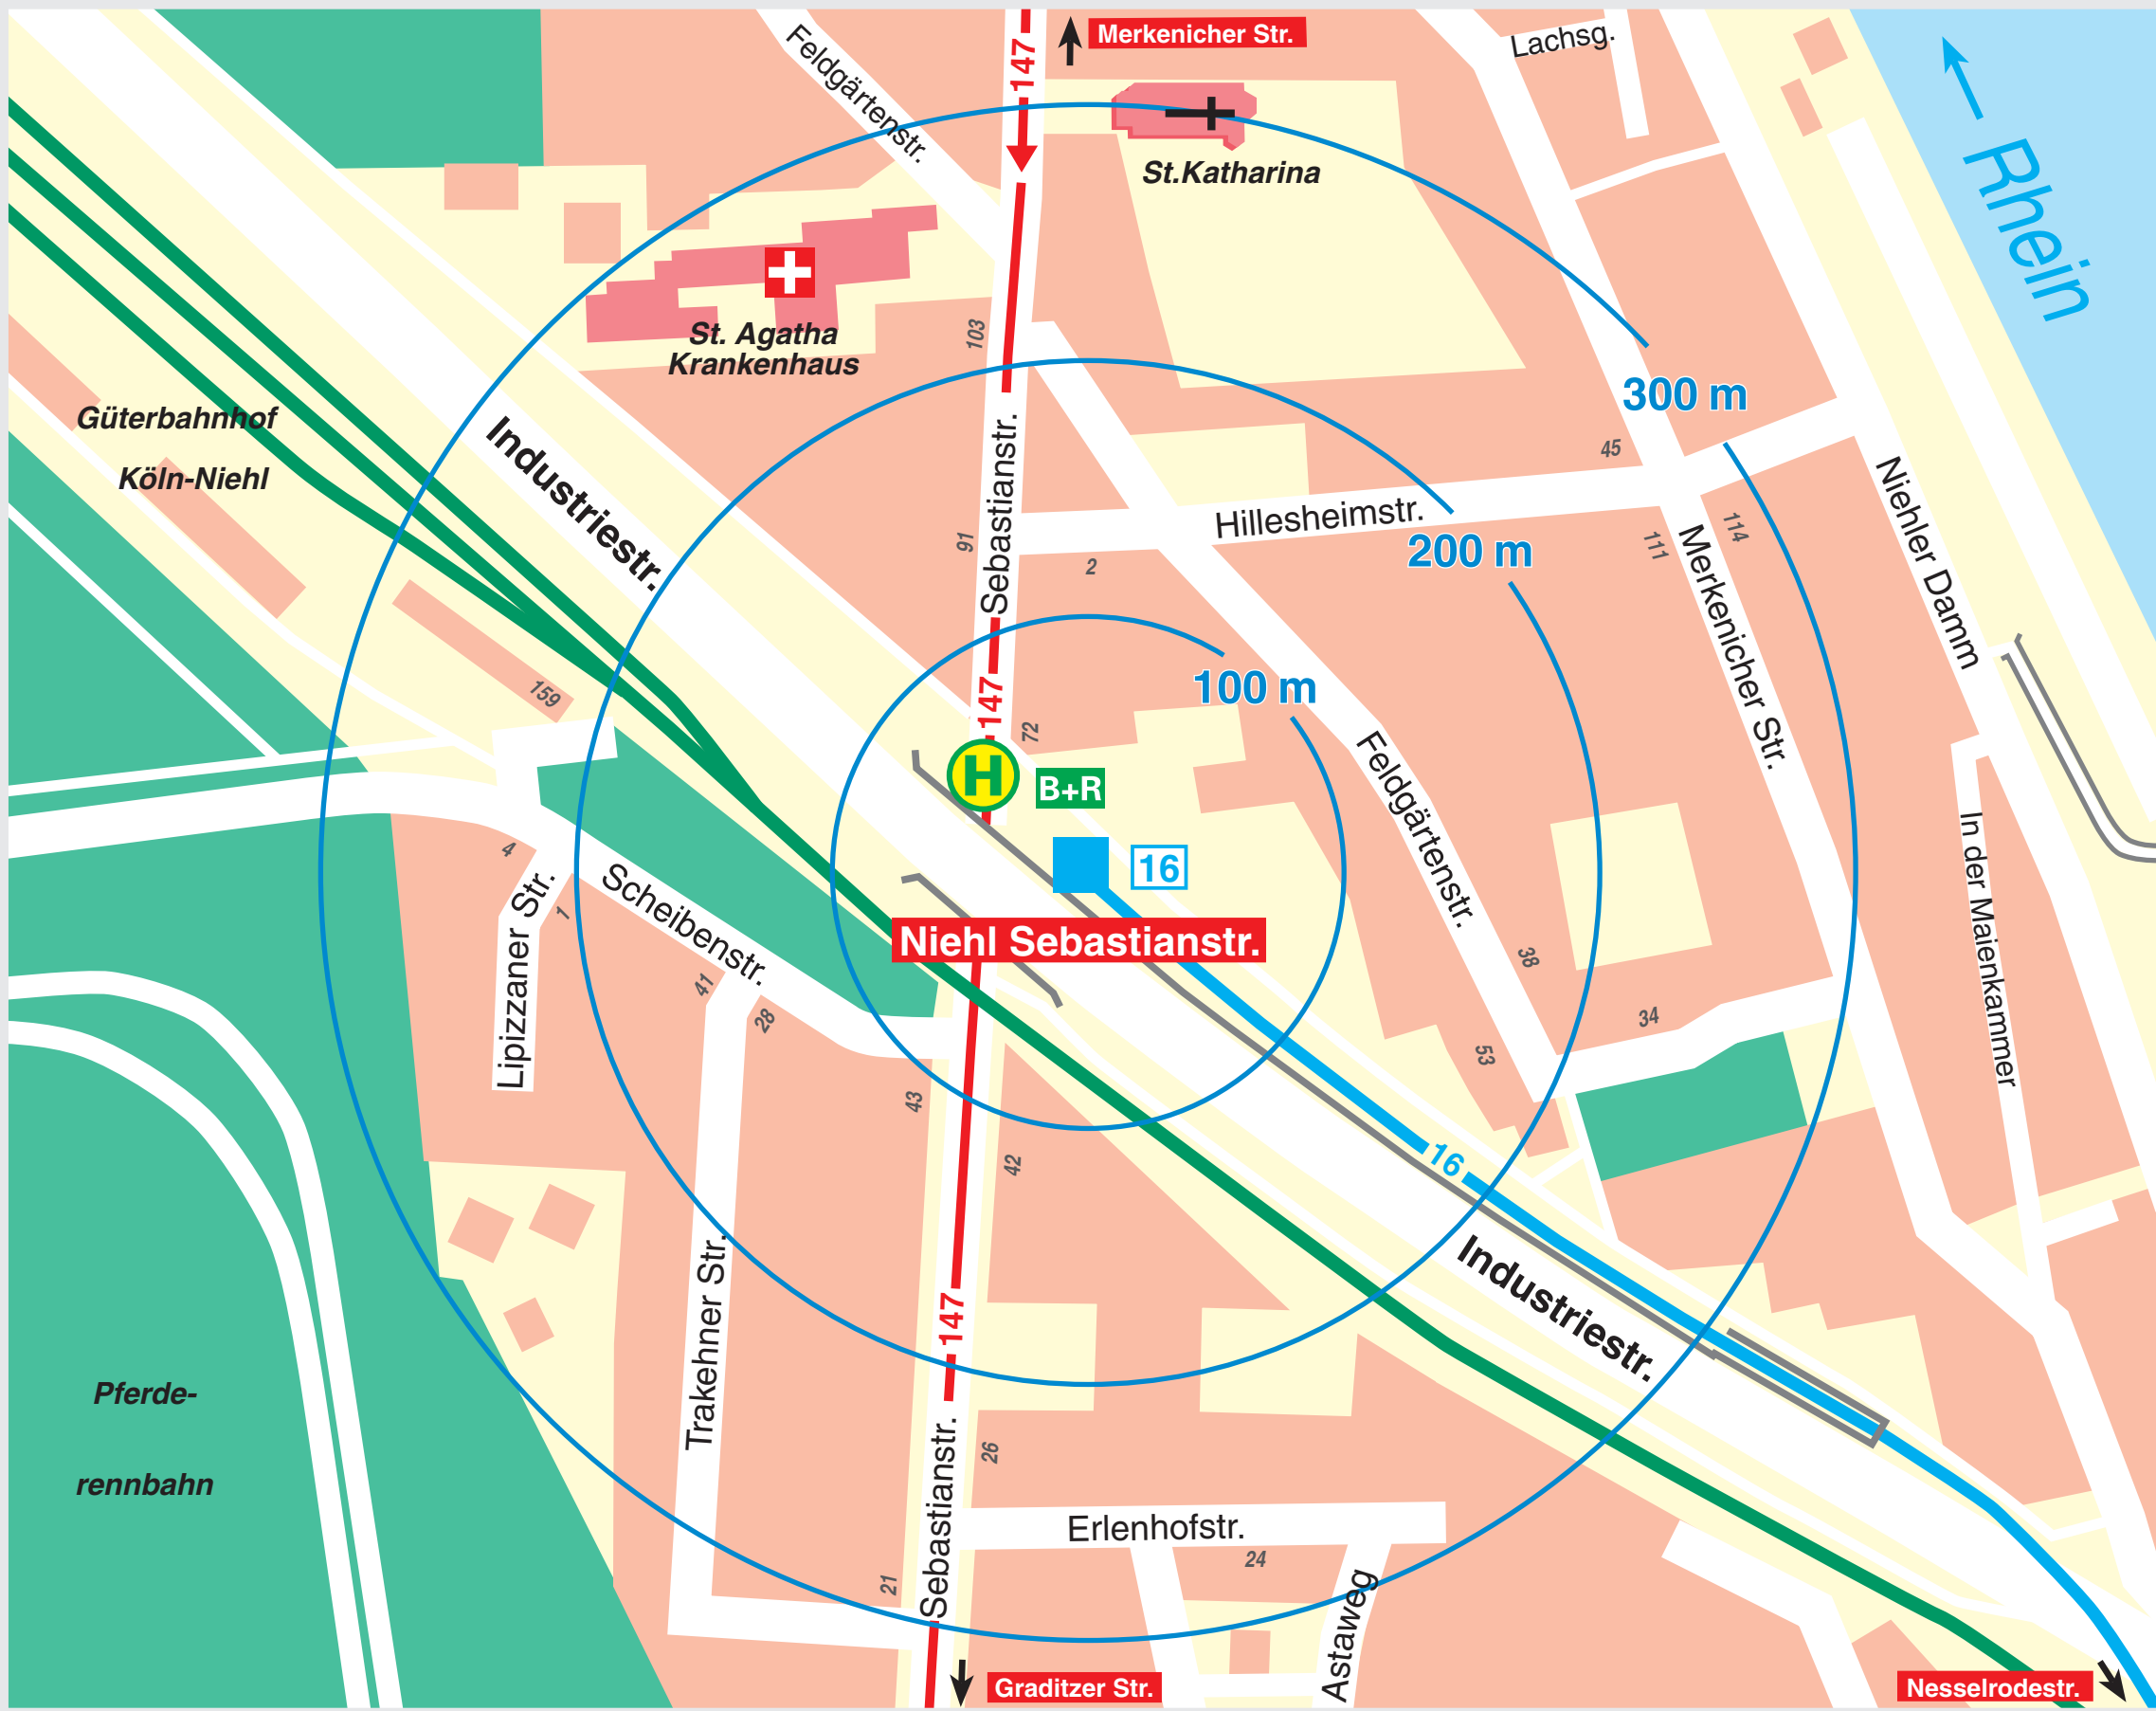 Merkenicher Str.
Lachsg.
Feldgärtenstr.
147
St.Katharina
Rhein
St. Agatha
Krankenhaus
103
300 m
Güterbahnhof
Köln-Niehl
Industriestr.
Sebastianstr.
45
Hillesheimstr.
91
2
200 m
111
114
Merkenicher Str.
Niehler Damm
159
147
72
100 m
H
B+R
16
Feldgärtenstr.
In der Maienkammer
4
Lipizzaner Str.
1
Scheibenstr.
Niehl Sebastianstr.
38
41
28
34
53
43
42
16
Trakehner Str.
147
Industriestr.
Pferde-
rennbahn
Sebastianstr.
26
Erlenhofstr.
24
21
Astaweg
Graditzer Str.
Nesselrodestr.